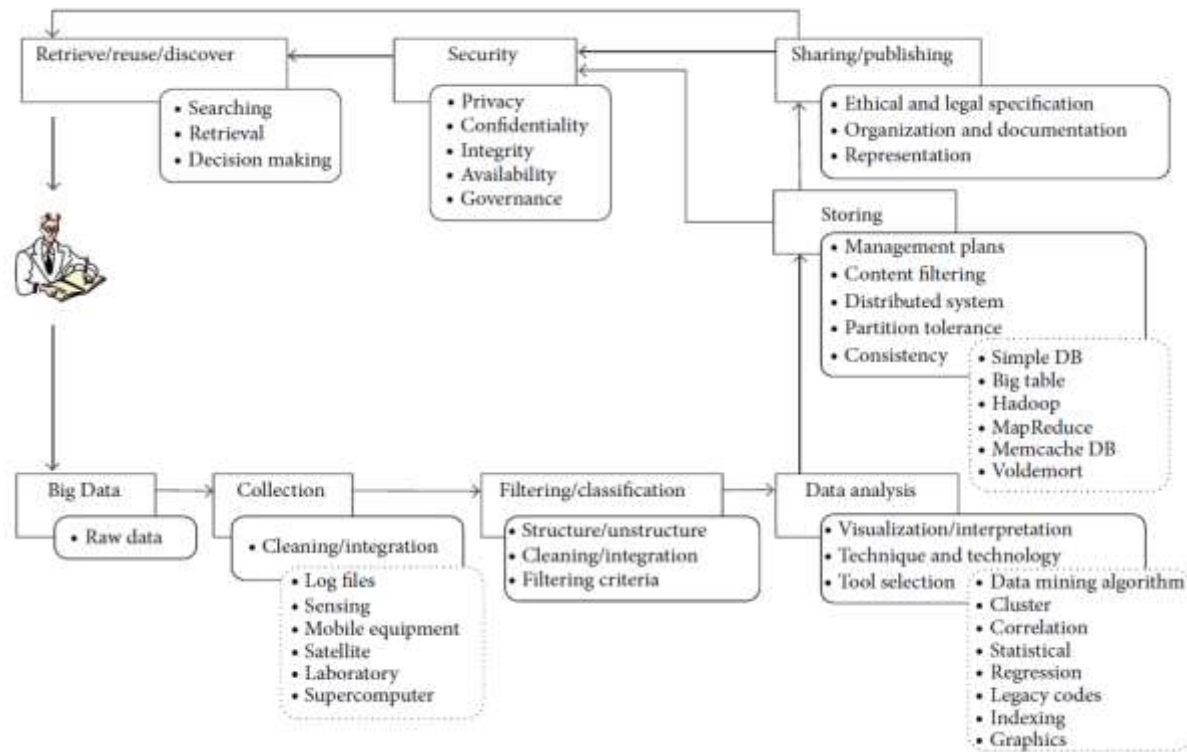 Retrieve/reuse/discover
• Searching
• Retrieval
• Decision making
Security
• Privacy
• Confidentiality
• Integrity
• Availability
• Governance
Sharing/publishing
• Ethical and legal specification
• Organization and documentation
• Representation
Storing
• Management plans
• Content filtering
• Distributed system
• Partition tolerance
• Consistency
• Simple DB
• Big table
• Hadoop
• MapReduce
• Memcache DB
• Voldemort
Big Data
• Raw data
Collection
• Cleaning/integration
• Log files
• Sensing
• Mobile equipment
• Satellite
• Laboratory
• Supercomputer
Filtering/classification
• Structure/unstructure
• Cleaning/integration
• Filtering criteria
Data analysis
• Visualization/interpretation
• Technique and technology
• Tool selection
• Data mining algorithm
• Cluster
• Correlation
• Statistical
• Regression
• Legacy codes
• Indexing
• Graphics